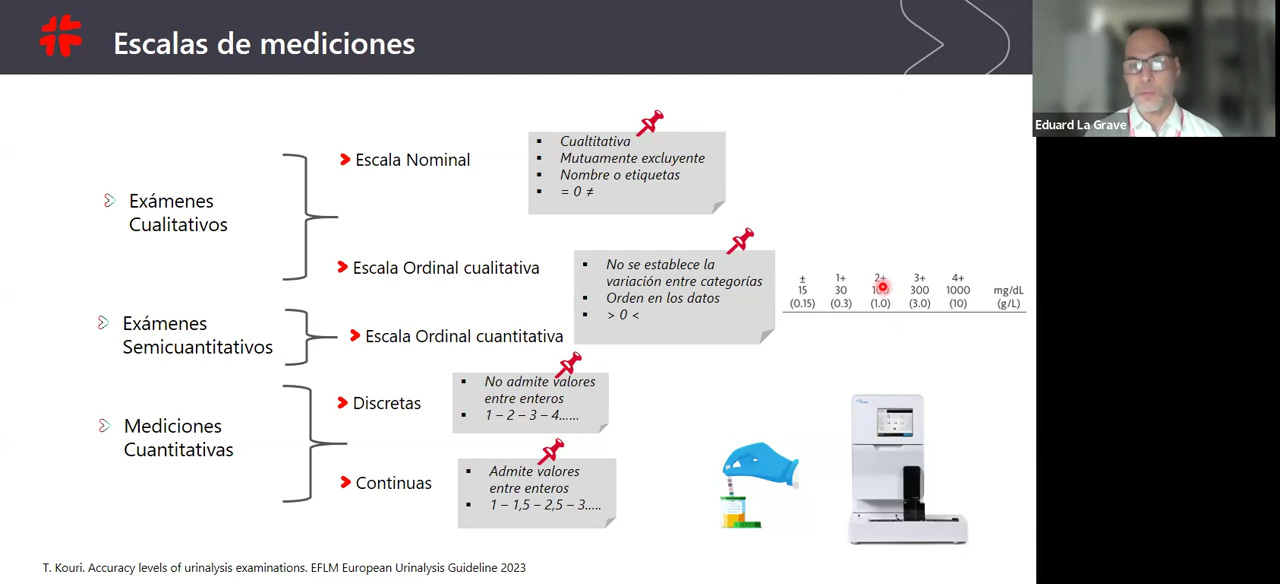 Escalas de mediciones
Eduard La Grave
Exámenes
Cualitativos
Escala Nominal
▪ Cualtitativa
▪ Mutuamente excluyente
▪ Nombre o etiquetas
▪ = 0 ≠
Escala Ordinal cualitativa
▪ No se establece la
variación entre categorías
▪ Orden en los datos
▪ > 0 <
± 1+ 2+ 3+ 4+
15 30 300 1000 mg/dL
(0.15) (0.3) (1.0) (3.0) (10) (g/L)
Exámenes
Semicuantitativos
Escala Ordinal cuantitativa
Mediciones
Cuantitativas
Discretas
▪ No admite valores
entre enteros
▪ 1 – 2 – 3 – 4......
Continuas
▪ Admite valores
entre enteros
▪ 1 – 1,5 – 2,5 – 3.....
T. Kouri. Accuracy levels of urinalysis examinations. EFLM European Urinalysis Guideline 2023